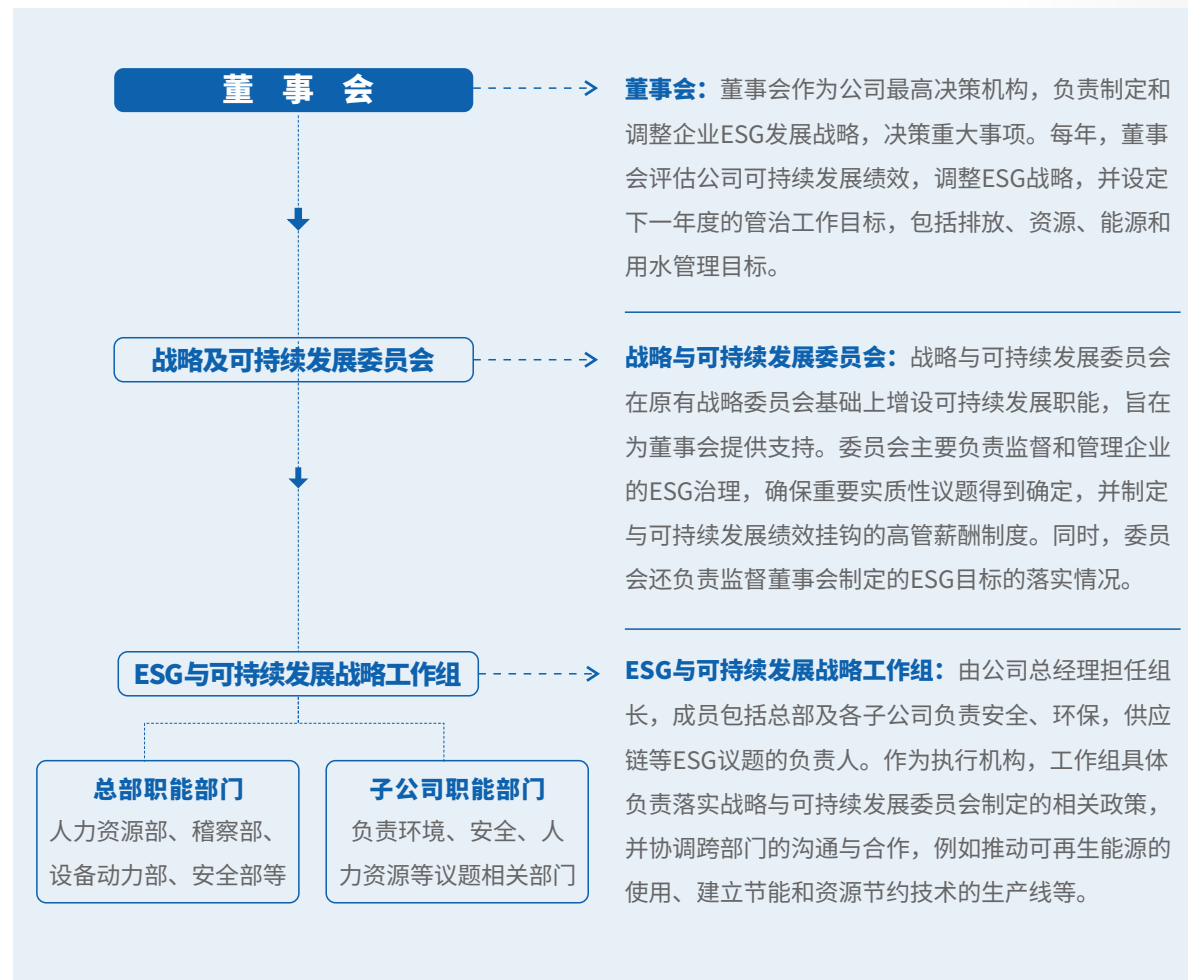 董事会
董事会：董事会作为公司最高决策机构，负责制定和
调整企业ESG发展战略，决策重大事项。每年，董事
会评估公司可持续发展绩效，调整ESG战略，并设定
下一年度的管治工作目标，包括排放、资源、能源和
用水管理目标。
战略及可持续发展委员会
战略与可持续发展委员会：战略与可持续发展委员会
在原有战略委员会基础上增设可持续发展职能，旨在
为董事会提供支持。委员会主要负责监督和管理企业
的ESG治理，确保重要实质性议题得到确定，并制定
与可持续发展绩效挂钩的高管薪酬制度。同时，委员
会还负责监督董事会制定的ESG目标的落实情况。
ESG与可持续发展战略工作组
ESG与可持续发展战略工作组：由公司总经理担任组
长，成员包括总部及各子公司负责安全、环保，供应
链等ESG议题的负责人。作为执行机构，工作组具体
负责落实战略与可持续发展委员会制定的相关政策，
并协调跨部门的沟通与合作，例如推动可再生能源的
使用、建立节能和资源节约技术的生产线等。
总部职能部门
人力资源部、稽察部、
设备动力部、安全部等
子公司职能部门
负责环境、安全、人
力资源等议题相关部门